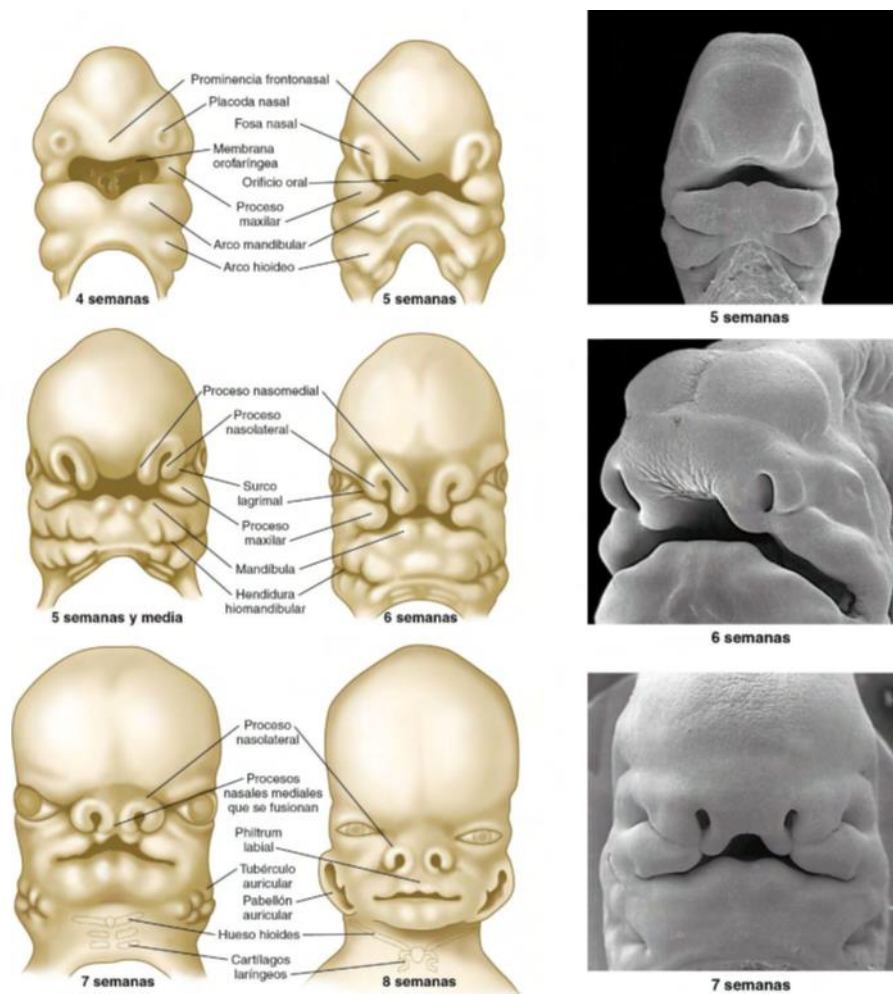 Prominencia frontonasal
Placoda nasal
Fosa nasal
Membrana
orofaríngea
Orificio oral
Proceso
maxilar
Arco mandibular
Arco hioideo
4 semanas
5 semanas
5 semanas
Proceso nasomedial
Proceso
nasolateral
Surco
lagrimal
Proceso
maxilar
Mandíbula
Hendidura
hiomandibular
5 semanas y media
6 semanas
6 semanas
Proceso
nasolateral
Procesos
nasales mediales
que se fusionan
Philtrum
labial
Tubérculo
auricular
Pabellón
auricular
Hueso hioides
Cartílagos
laríngeos
7 semanas
8 semanas
7 semanas